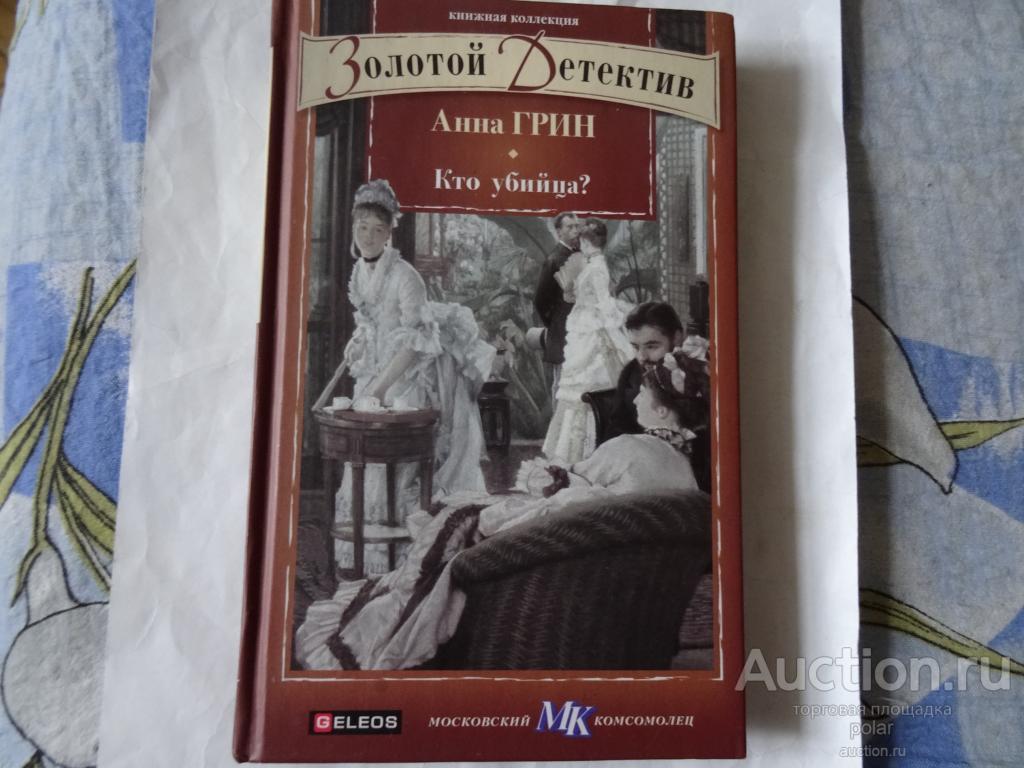 книжная коллекция
Золотой Детектив
Анна ГРИН
Кто убийца?
GELEOS
МОСКОВСКИЙ МК КОМСОМОЛЕЦ
Auction.ru
торговая площадка
polar
auction.ru